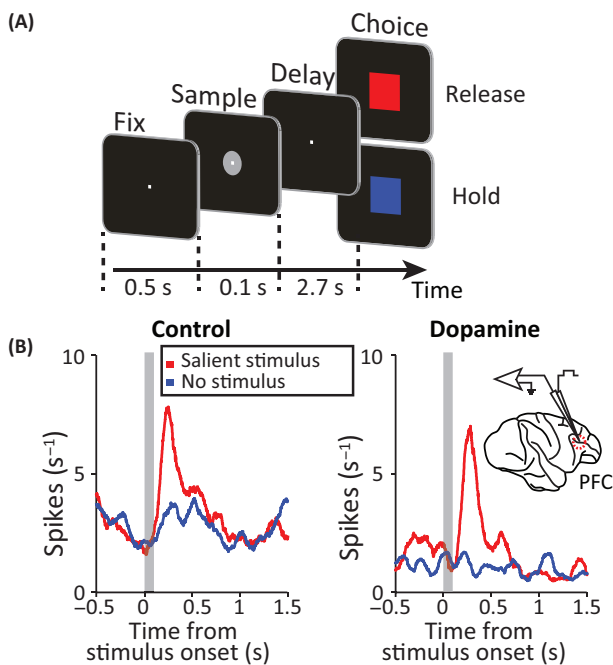 (A)
Choice
Delay
Sample
Fix
Release
Hold
0.5 s
0.1 s
2.7 s
Time
(B)
Control
Dopamine
Salient stimulus
No stimulus
Spikes (s⁻¹)
10
5
0
−0.5
0
0.5
1
1.5
Time from
stimulus onset (s)
Spikes (s⁻¹)
10
5
0
−0.5
0
0.5
1
1.5
Time from
stimulus onset (s)
PFC